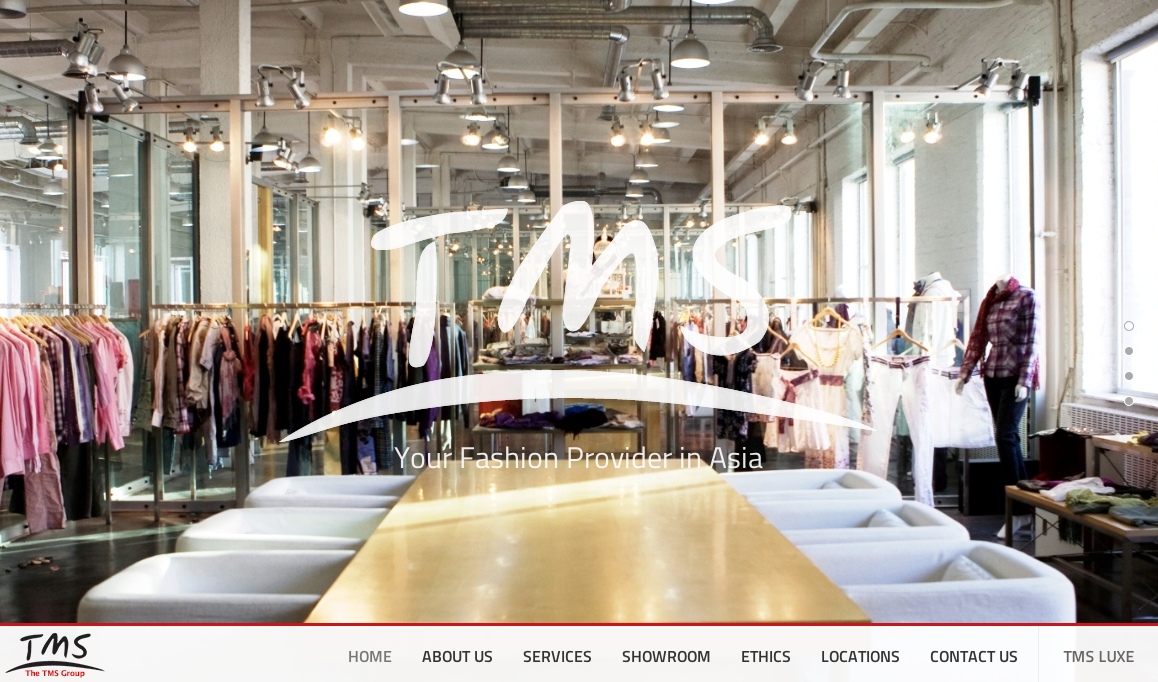 TMS
Your Fashion Provider in Asia
TMS
The TMS Group
HOME ABOUT US SERVICES SHOWROOM ETHICS LOCATIONS CONTACT US TMS LUXE